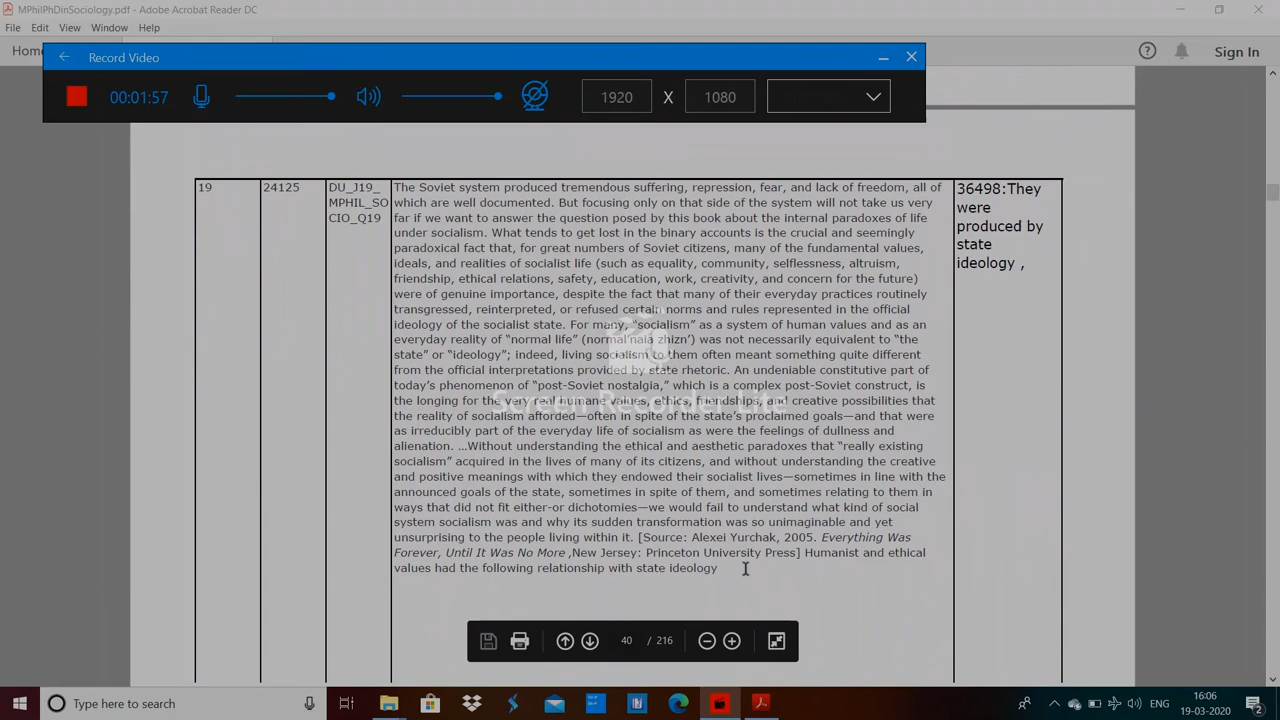 MPhilPhDinSociology.pdf - Adobe Acrobat Reader DC
File Edit View Window Help
Home
Sign In
Record Video
00:01:57
1920 X 1080
19
24125
DU_J19_
MPHIL_SO
CIO_Q19
The Soviet system produced tremendous suffering, repression, fear, and lack of freedom, all of
which are well documented. But focusing only on that side of the system will not take us very
far if we want to answer the question posed by this book about the internal paradoxes of life
under socialism. What tends to get lost in the binary accounts is the crucial and seemingly
paradoxical fact that, for great numbers of Soviet citizens, many of the fundamental values,
ideals, and realities of socialist life (such as equality, community, selflessness, altruism,
friendship, ethical relations, safety, education, work, creativity, and concern for the future)
were of genuine importance, despite the fact that many of their everyday practices routinely
transgressed, reinterpreted, or refused certain norms and rules represented in the official
ideology of the socialist state. For many, “socialism” as a system of human values and as an
everyday reality of “normal life” (normal’naia zhizn’) was not necessarily equivalent to “the
state” or “ideology”; indeed, living socialism to them often meant something quite different
from the official interpretations provided by state rhetoric. An undeniable constitutive part of
today’s phenomenon of “post-Soviet nostalgia,” which is a complex post-Soviet construct, is
the longing for the very real human values, ethics, friendships, and creative possibilities that
the reality of socialism afforded—often in spite of the state’s proclaimed goals—and that were
as irreducibly part of the everyday life of socialism as were the feelings of dullness and
alienation. ...Without understanding the ethical and aesthetic paradoxes that “really existing
socialism” acquired in the lives of many of its citizens, and without understanding the creative
and positive meanings with which they endowed their socialist lives—sometimes in line with the
announced goals of the state, sometimes in spite of them, and sometimes relating to them in
ways that did not fit either-or dichotomies—we would fail to understand what kind of social
system socialism was and why its sudden transformation was so unimaginable and yet
unsurprising to the people living within it. [Source: Alexei Yurchak, 2005. Everything Was
Forever, Until It Was No More ,New Jersey: Princeton University Press] Humanist and ethical
values had the following relationship with state ideology
36498:They
were
produced by
state
ideology ,
Screen Recorder Lite
40 / 216
Type here to search
ENG
16:06
19-03-2020
2